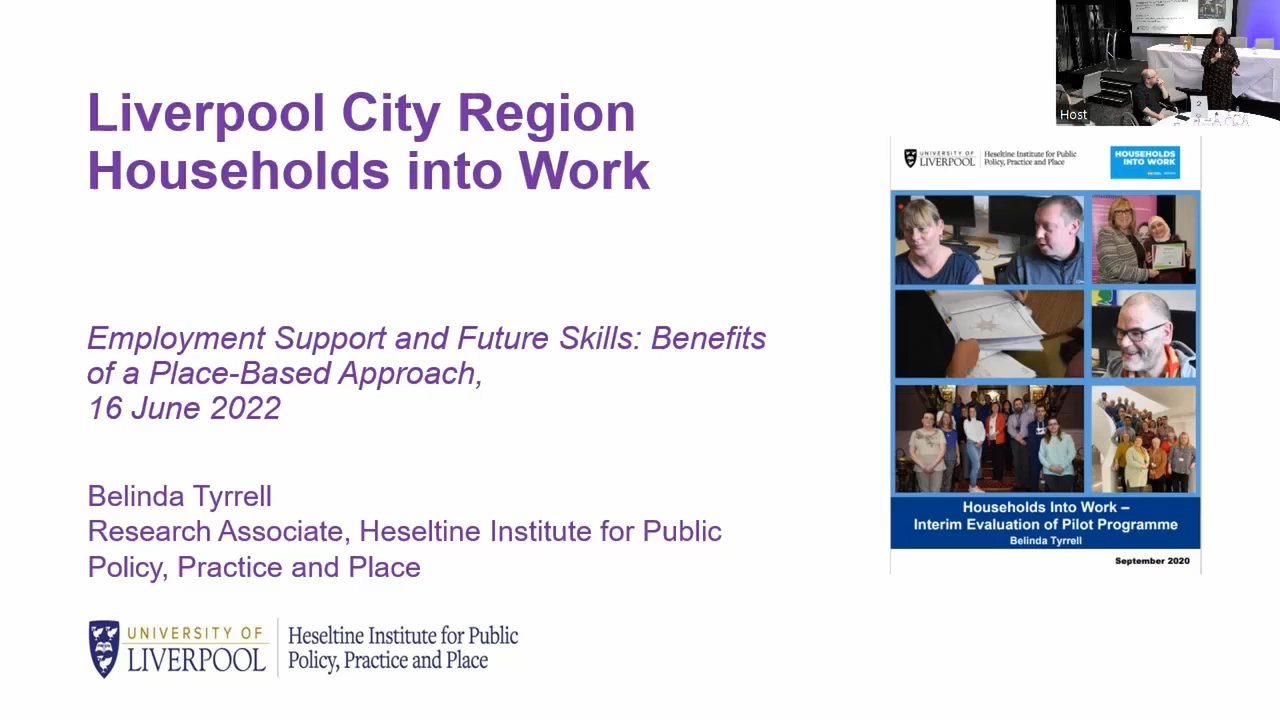 Liverpool City Region
Households into Work
Employment Support and Future Skills: Benefits
of a Place-Based Approach,
16 June 2022
Belinda Tyrrell
Research Associate, Heseltine Institute for Public
Policy, Practice and Place
UNIVERSITY OF
LIVERPOOL
Heseltine Institute for Public
Policy, Practice and Place
Host
UNIVERSITY OF
LIVERPOOL
Heseltine Institute for Public
Policy, Practice and Place
HOUSEHOLDS
INTO WORK
Households Into Work –
Interim Evaluation of Pilot Programme
Belinda Tyrrell
September 2020